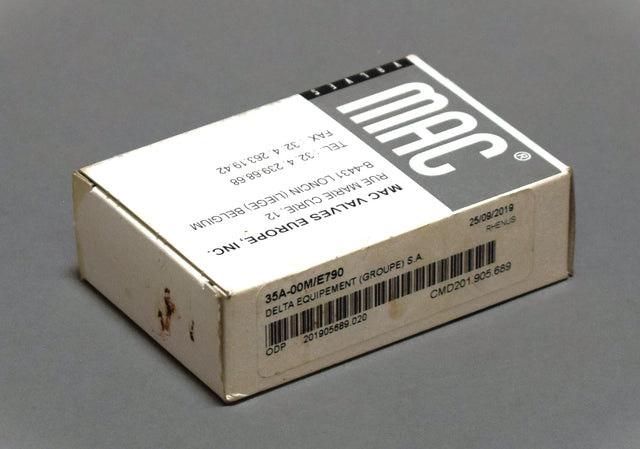 VALVES
MAC®
MAC VALVES EUROPE, INC.
RUE MARIE CURIE, 12
B-4431 LONCIN (LIEGE) BELGIUM
TEL : 32. 4. 239.68.68
FAX : 32. 4. 263.19.42
25/09/2019
RHENUS
35A-00M/E790
DELTA EQUIPEMENT (GROUPE) S.A.
CMD201.905.689
ODP 201905689.020